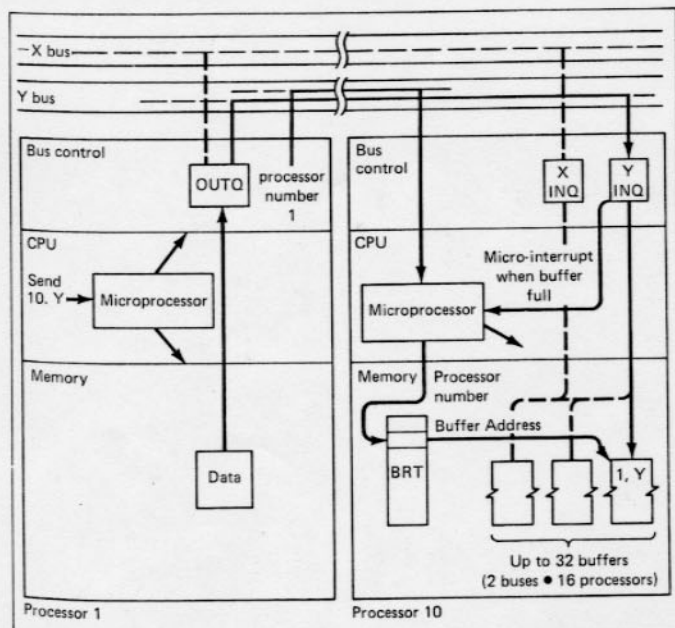 X bus
Y bus
Bus control
OUTQ
processor
number
1
CPU
Send
10. Y
Microprocessor
Memory
Data
Processor 1
Bus
control
X
INQ
Y
INQ
CPU
Micro-interrupt
when buffer
full
Microprocessor
Memory
Processor
number
Buffer Address
BRT
1, Y
Up to 32 buffers
(2 buses • 16 processors)
Processor 10